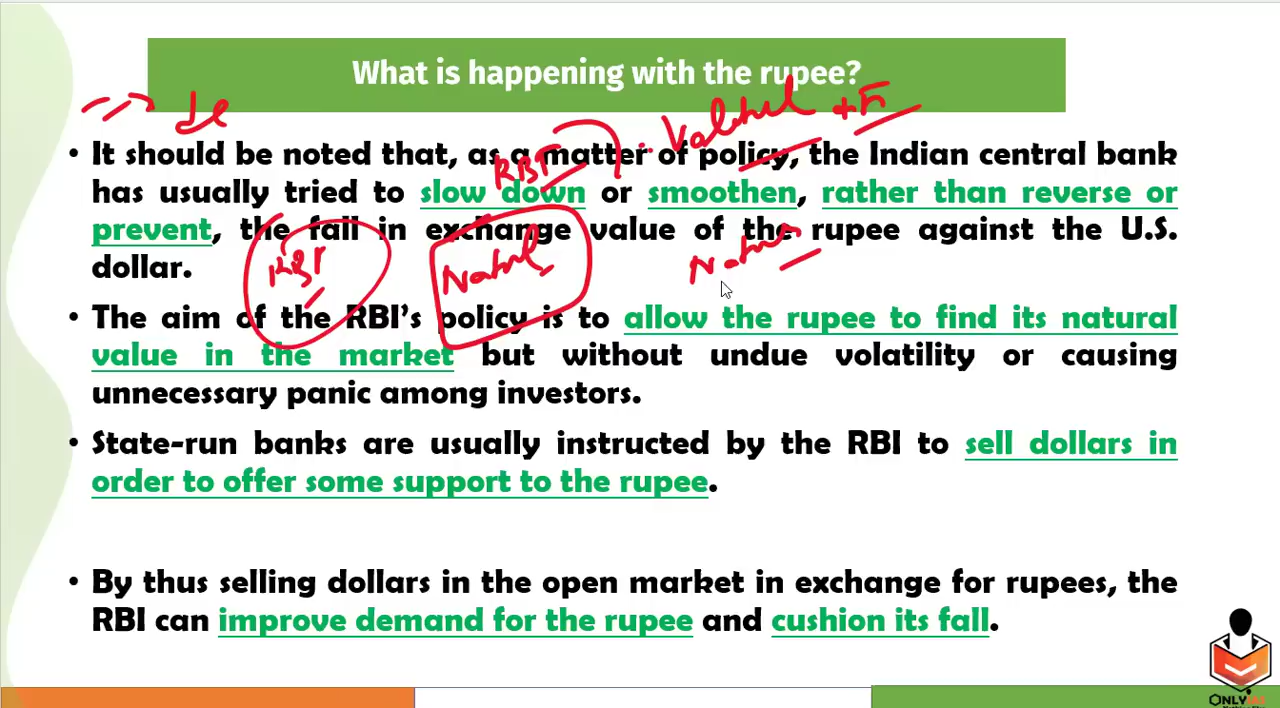 What is happening with the rupee?
• It should be noted that, as a matter of policy, the Indian central bank
has usually tried to slow down or smoothen, rather than reverse or
prevent, the fall in exchange value of the rupee against the U.S.
dollar.
RBI
RBI
• The aim of the RBI's policy is to allow the rupee to find its natural
value in the market but without undue volatility or causing
unnecessary panic among investors.
• State-run banks are usually instructed by the RBI to sell dollars in
order to offer some support to the rupee.
• By thus selling dollars in the open market in exchange for rupees, the
RBI can improve demand for the rupee and cushion its fall.
ONLY